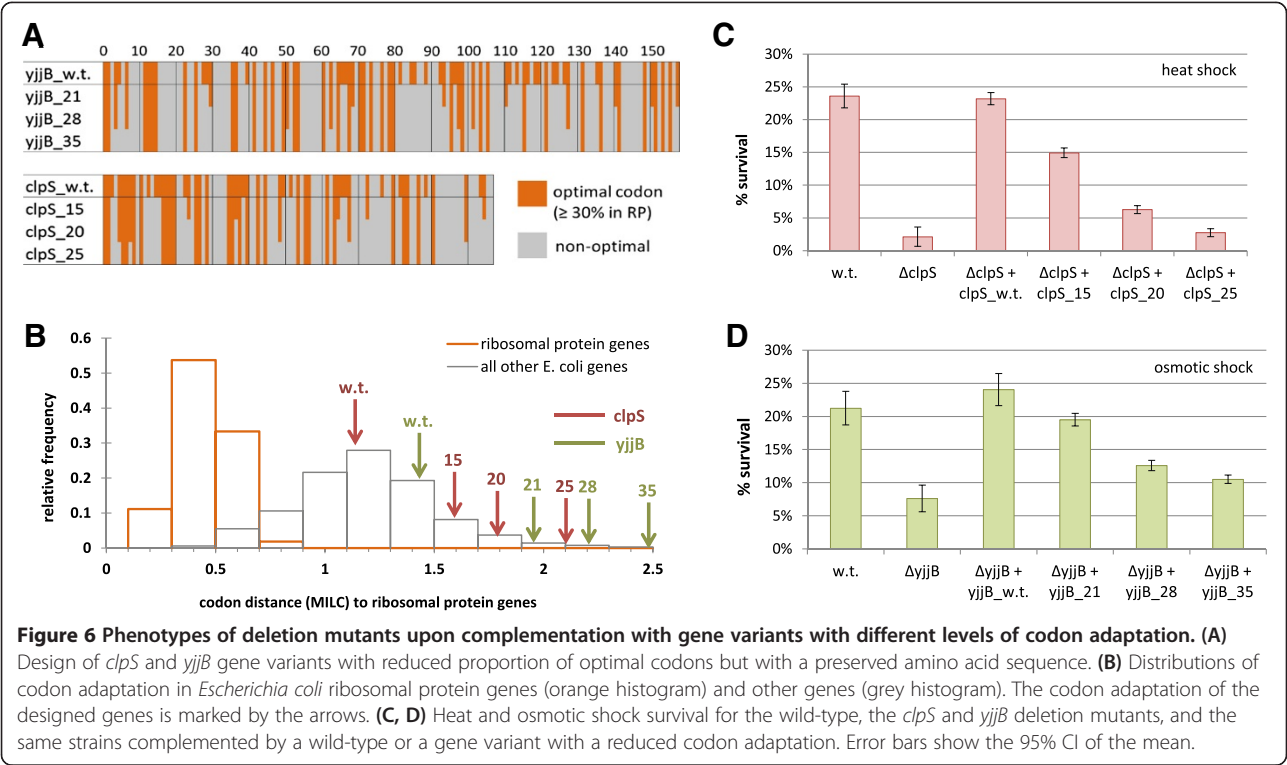 A
0 10 20 30 40 50 60 70 80 90 100 110 120 130 140 150
yjjB_w.t.
yjjB_21
yjjB_28
yjjB_35
clpS_w.t.
clpS_15
clpS_20
clpS_25
optimal codon
(≥ 30% in RP)
non-optimal
B
0.6
0.5
0.4
0.3
0.2
0.1
0
relative frequency
ribosomal protein genes
all other E. coli genes
clpS
yjjB
w.t.
w.t.
15
20
21
25
28
35
0 0.5 1 1.5 2 2.5
codon distance (MILC) to ribosomal protein genes
C
30%
25%
20%
15%
10%
5%
0%
% survival
heat shock
w.t. ΔclpS ΔclpS + ΔclpS + ΔclpS + ΔclpS +
clpS_w.t. clpS_15 clpS_20 clpS_25
D
30%
25%
20%
15%
10%
5%
0%
% survival
osmotic shock
w.t. ΔyjjB ΔyjjB + ΔyjjB + ΔyjjB + ΔyjjB +
yjjB_w.t. yjjB_21 yjjB_28 yjjB_35
Figure 6 Phenotypes of deletion mutants upon complementation with gene variants with different levels of codon adaptation. (A)
Design of clpS and yjjB gene variants with reduced proportion of optimal codons but with a preserved amino acid sequence. (B) Distributions of
codon adaptation in Escherichia coli ribosomal protein genes (orange histogram) and other genes (grey histogram). The codon adaptation of the
designed genes is marked by the arrows. (C, D) Heat and osmotic shock survival for the wild-type, the clpS and yjjB deletion mutants, and the
same strains complemented by a wild-type or a gene variant with a reduced codon adaptation. Error bars show the 95% CI of the mean.